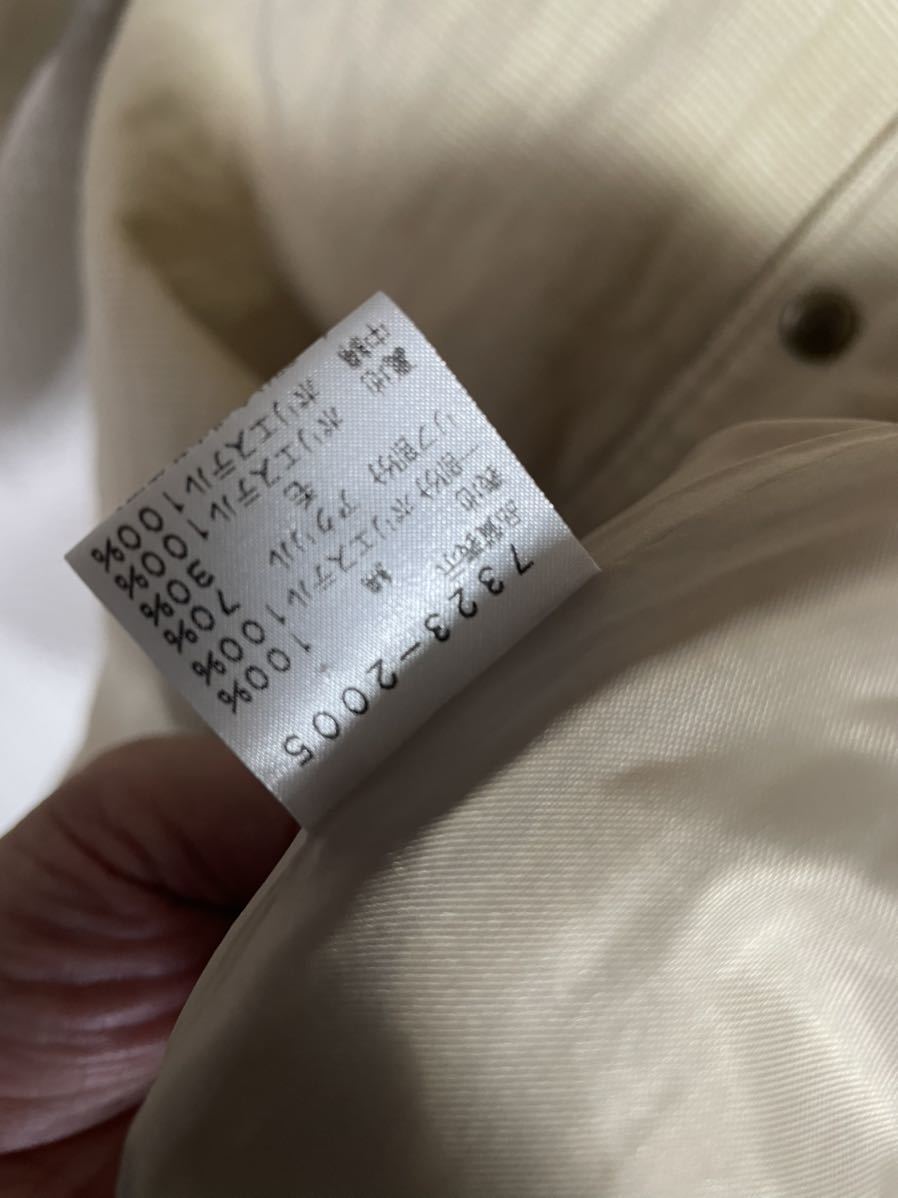 7323-2005
品質表示
表地 綿 100%
一部分 ポリエステル100%
リブ部分 アクリル 70%
毛 30%
裏地 ポリエステル100%
中綿 ポリエステル100%